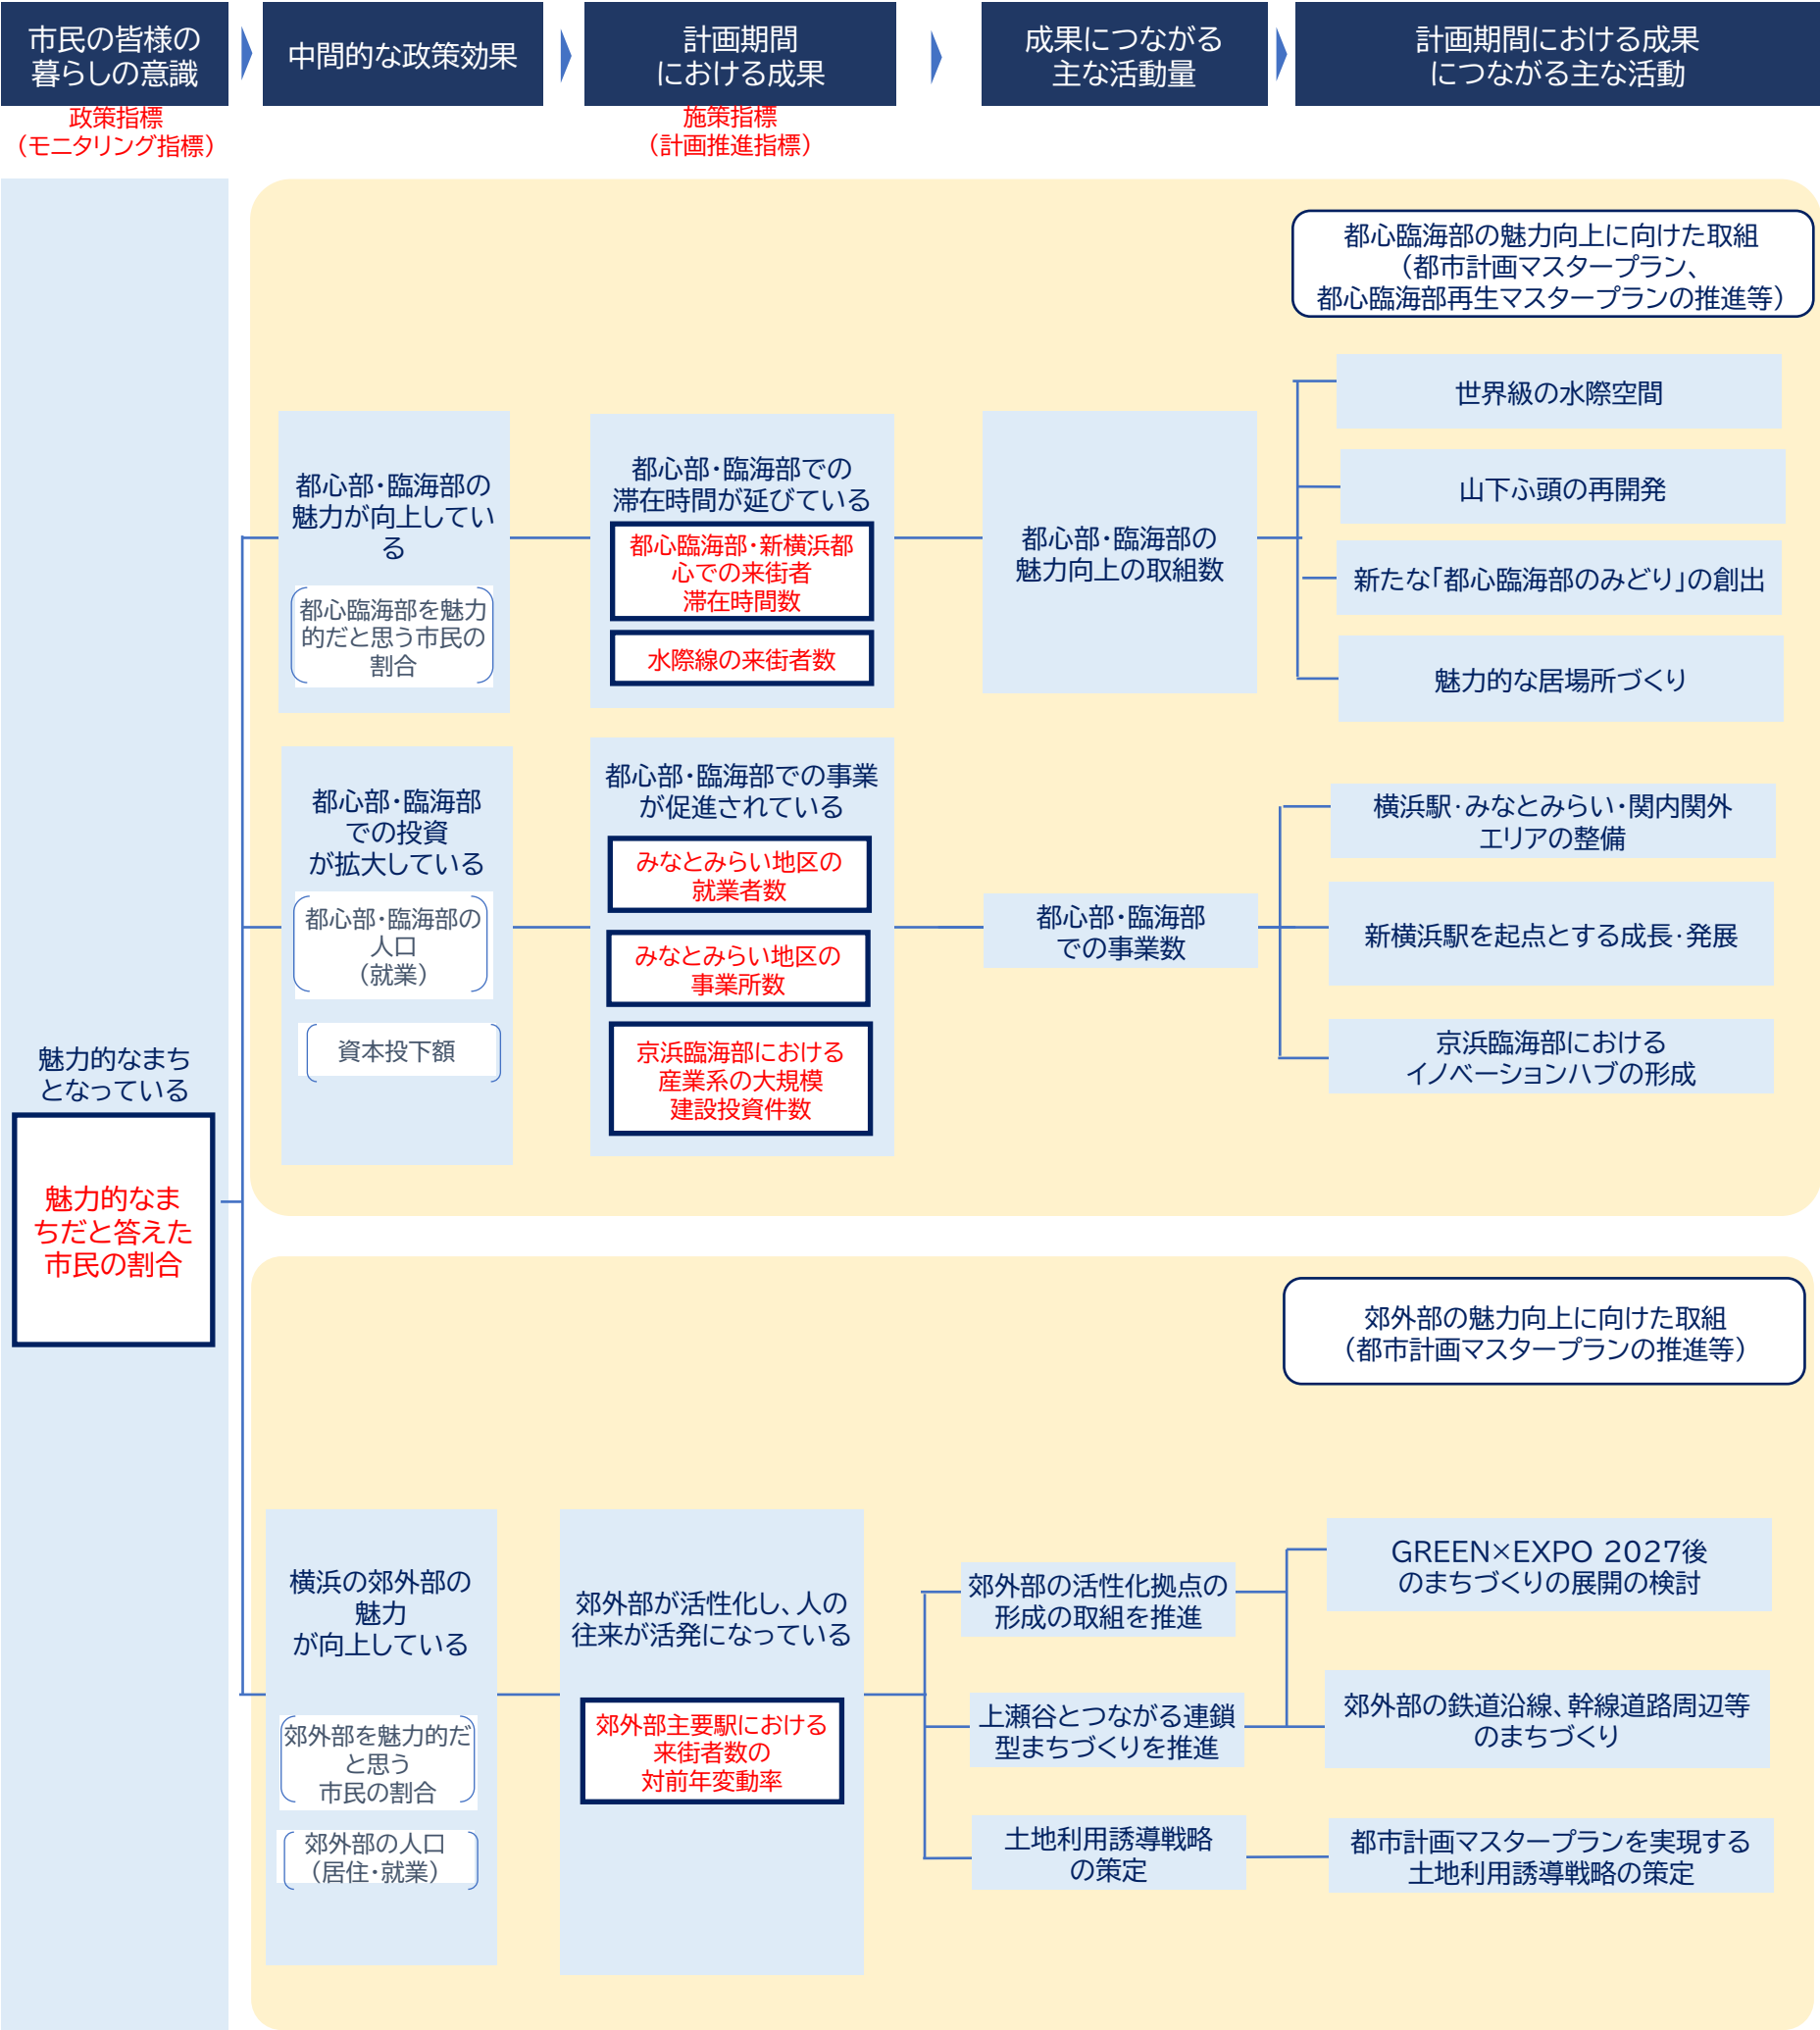 市民の皆様の
暮らしの意識
中間的な政策効果
計画期間
における成果
成果につながる
主な活動量
計画期間における成果
につながる主な活動
政策指標
（モニタリング指標）
施策指標
（計画推進指標）
都心臨海部の魅力向上に向けた取組
（都市計画マスタープラン、
都心臨海部再生マスタープランの推進等）
魅力的なまち
となっている
魅力的なま
ちだと答えた
市民の割合
都心部・臨海部の
魅力が向上してい
る
都心臨海部を魅力
的だと思う市民の
割合
都心部・臨海部での
滞在時間が延びている
都心臨海部・新横浜都
心での来街者
滞在時間数
水際線の来街者数
都心部・臨海部の
魅力向上の取組数
世界級の水際空間
山下ふ頭の再開発
新たな「都心臨海部のみどり」の創出
魅力的な居場所づくり
都心部・臨海部
での投資
が拡大している
都心部・臨海部の
人口
（就業）
資本投下額
都心部・臨海部での事業
が促進されている
みなとみらい地区の
就業者数
みなとみらい地区の
事業所数
京浜臨海部における
産業系の大規模
建設投資件数
都心部・臨海部
での事業数
横浜駅・みなとみらい・関内関外
エリアの整備
新横浜駅を起点とする成長・発展
京浜臨海部における
イノベーションハブの形成
郊外部の魅力向上に向けた取組
（都市計画マスタープランの推進等）
横浜の郊外部の
魅力
が向上している
郊外部を魅力的だ
と思う
市民の割合
郊外部の人口
（居住・就業）
郊外部が活性化し、人の
往来が活発になっている
郊外部主要駅における
来街者数の
対前年変動率
郊外部の活性化拠点の
形成の取組を推進
上瀬谷とつながる連鎖
型まちづくりを推進
土地利用誘導戦略
の策定
GREEN×EXPO 2027後
のまちづくりの展開の検討
郊外部の鉄道沿線、幹線道路周辺等
のまちづくり
都市計画マスタープランを実現する
土地利用誘導戦略の策定